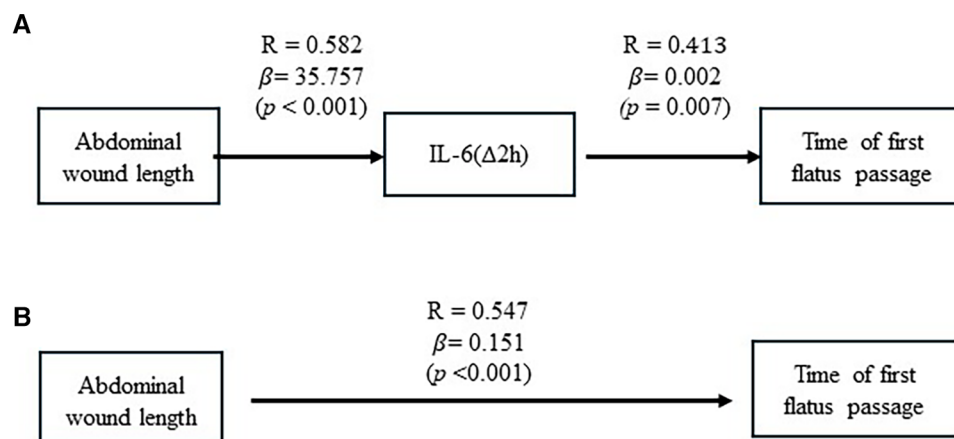 A
R = 0.582
β= 35.757
(p < 0.001)
R = 0.413
β= 0.002
(p = 0.007)
Abdominal
wound length
IL-6(Δ2h)
Time of first
flatus passage
B
R = 0.547
β= 0.151
(p <0.001)
Abdominal
wound length
Time of first
flatus passage